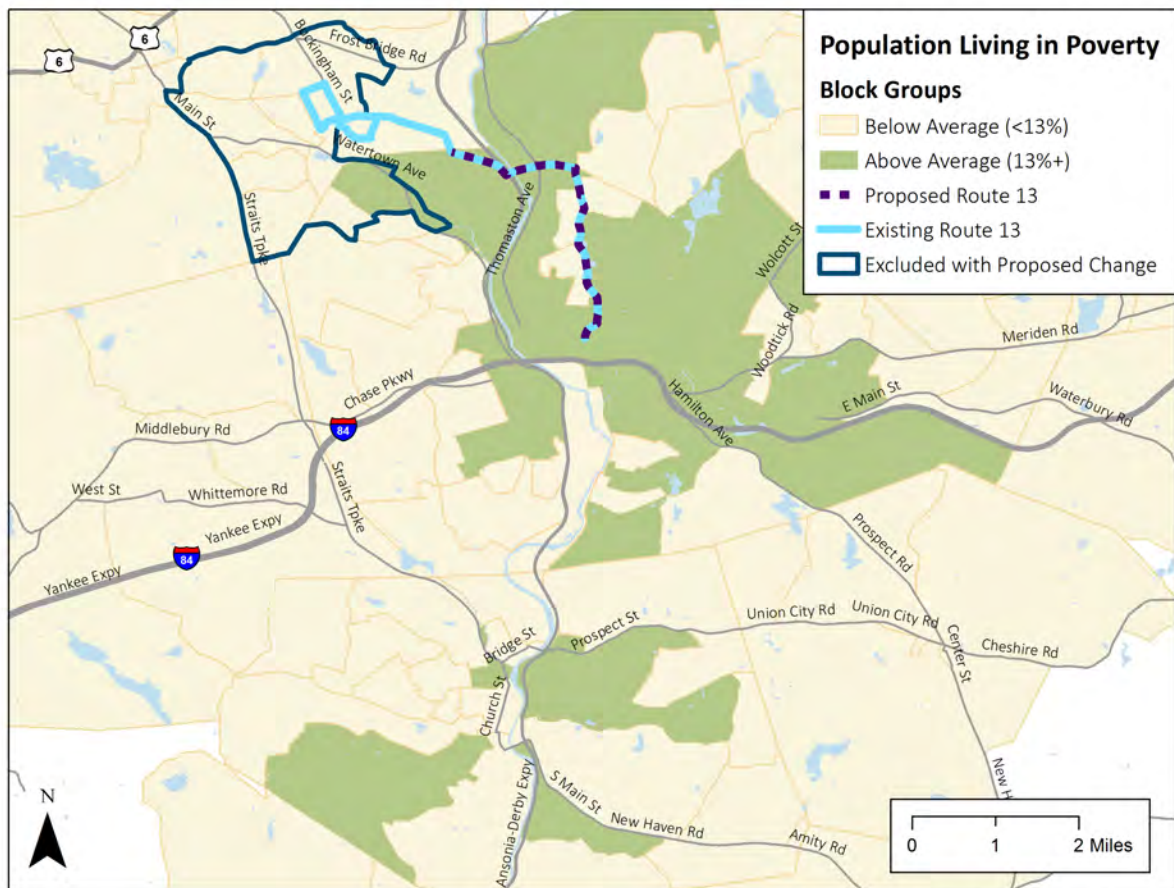 6
6
Buckingham St
Frost Bridge Rd
Main St
Watertown Ave
Straits Tpke
Thomaston Ave
Population Living in Poverty
Block Groups
Below Average (<13%)
Above Average (13%+)
Proposed Route 13
Existing Route 13
Excluded with Proposed Change
Wolcott St
Woodtick Rd
Meriden Rd
Chase Pkwy
Hamilton Ave
E Main St
Waterbury Rd
Middlebury Rd
84
West St
Whittemore Rd
Straits Tpke
Yankee Expy
84
Yankee Expy
Prospect Rd
Bridge St
Prospect St
Union City Rd
Union City Rd
Center St
Cheshire Rd
Church St
New H
S Main St
New Haven Rd
Amity Rd
Ansonia-Derby Expy
N
0 1 2 Miles